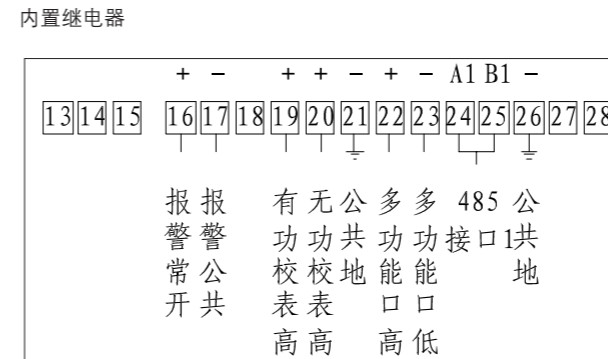 内置继电器
+ − + + − + − A1 B1 −
13 14 15 16 17 18 19 20 21 22 23 24 25 26 27 28
报警常开
报警公共
有功校表高
无功校表高
公共地
多功能口高
多功能口低
485接口1
公共地